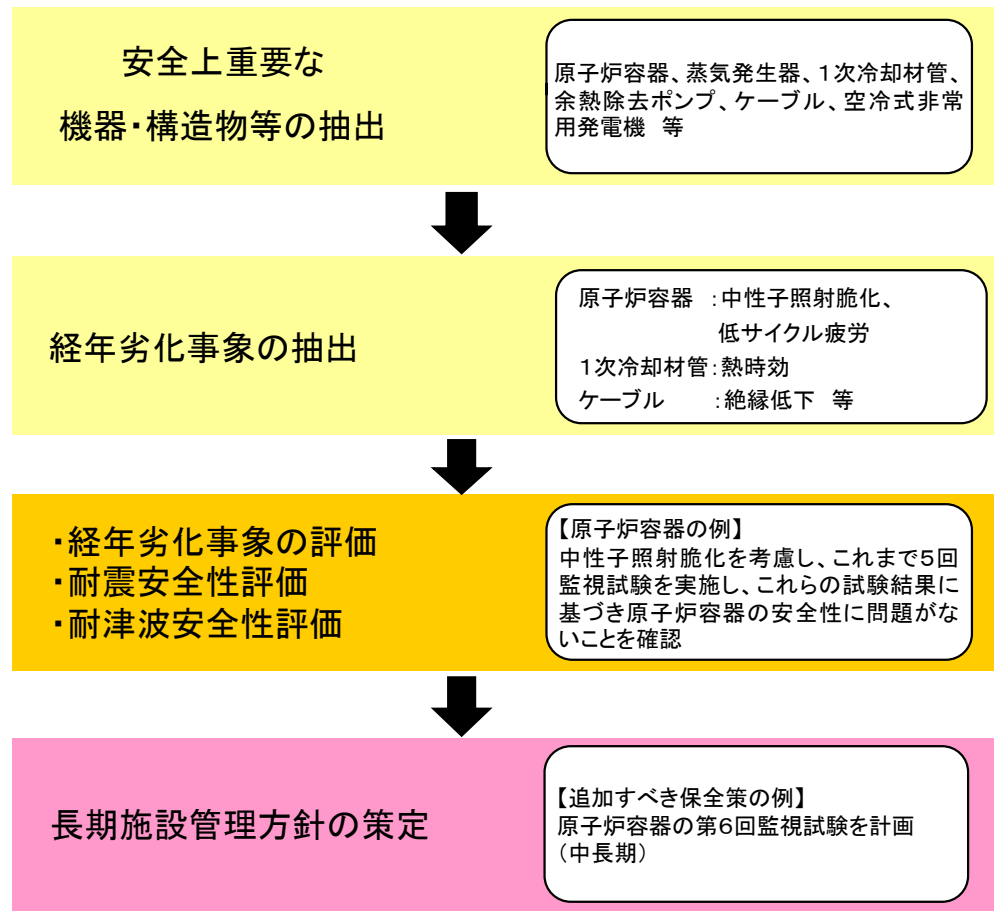 安全上重要な
機器・構造物等の抽出
原子炉容器、蒸気発生器、１次冷却材管、
余熱除去ポンプ、ケーブル、空冷式非常
用発電機　等
経年劣化事象の抽出
原子炉容器　：中性子照射脆化、
低サイクル疲労
１次冷却材管：熱時効
ケーブル　　：絶縁低下　等
・経年劣化事象の評価
・耐震安全性評価
・耐津波安全性評価
【原子炉容器の例】
中性子照射脆化を考慮し、これまで５回
監視試験を実施し、これらの試験結果に
基づき原子炉容器の安全性に問題がな
いことを確認
長期施設管理方針の策定
【追加すべき保全策の例】
原子炉容器の第６回監視試験を計画
（中長期）